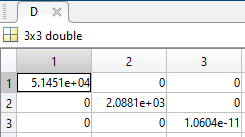 D
3x3 double
1 2 3
1 5.1451e+04 0 0
2 0 2.0881e+03 0
3 0 0 1.0604e-11